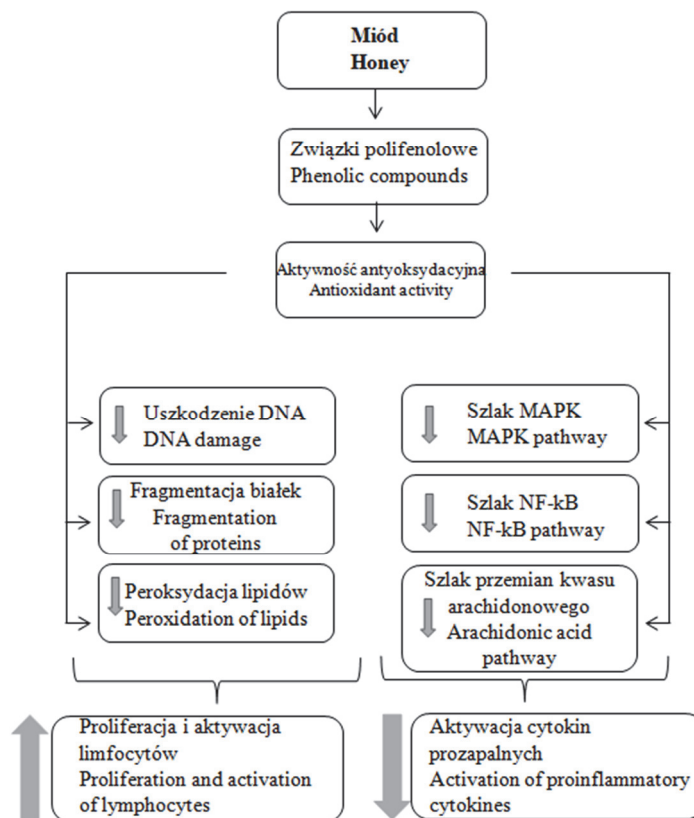 Miód
Honey
Związki polifenolowe
Phenolic compounds
Aktywność antyoksydacyjna
Antioxidant activity
Uszkodzenie DNA
DNA damage
Fragmentacja białek
Fragmentation
of proteins
Peroksydacja lipidów
Peroxidation of lipids
Szlak MAPK
MAPK pathway
Szlak NF-kB
NF-kB pathway
Szlak przemian kwasu
arachidonowego
Arachidonic acid
pathway
Proliferacja i aktywacja
limfocytów
Proliferation and activation
of lymphocytes
Aktywacja cytokin
prozapalnych
Activation of proinflammatory
cytokines